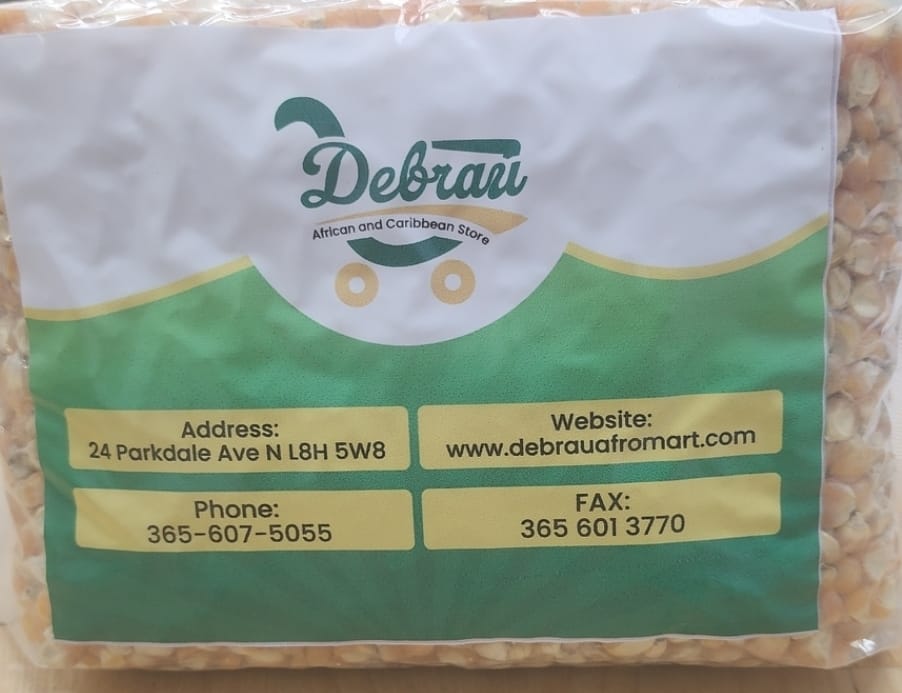 Debrau
African and Caribbean Store
Address:
24 Parkdale Ave N L8H 5W8
Website:
www.debrauafromart.com
Phone:
365-607-5055
FAX:
365 601 3770